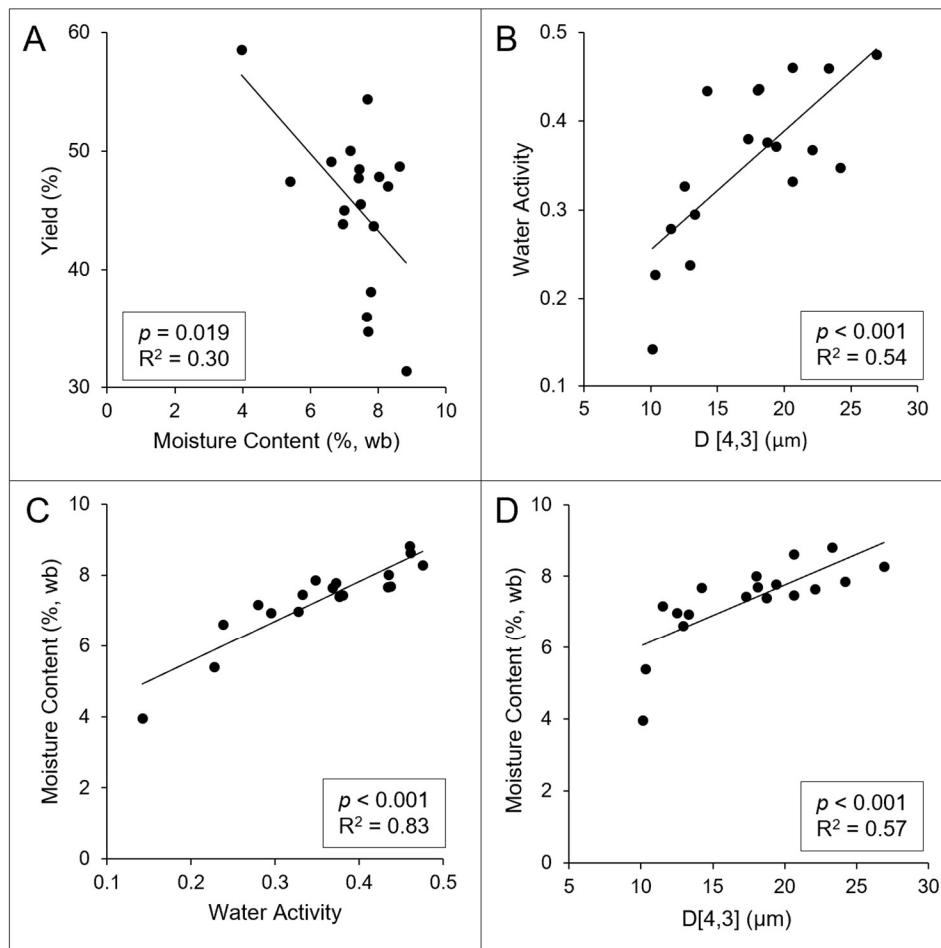 A
60
50
40
30
Yield (%)
p = 0.019
R² = 0.30
0 2 4 6 8 10
Moisture Content (%, wb)
B
0.5
0.4
0.3
0.2
0.1
Water Activity
p < 0.001
R² = 0.54
5 10 15 20 25 30
D [4,3] (µm)
C
10
8
6
4
2
0
Moisture Content (%, wb)
p < 0.001
R² = 0.83
0.1 0.2 0.3 0.4 0.5
Water Activity
D
10
8
6
4
2
0
Moisture Content (%, wb)
p < 0.001
R² = 0.57
5 10 15 20 25 30
D[4,3] (µm)